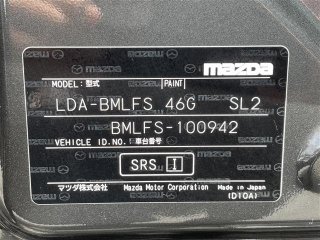 mazda
MODEL: 型式 PAINT
LDA-BMLFS 46G SL2
BMLFS-100942
VEHICLE ID.NO.: 車台番号
SRS I
マツダ株式会社 Mazda Motor Corporation Made in Japan
(D10A)